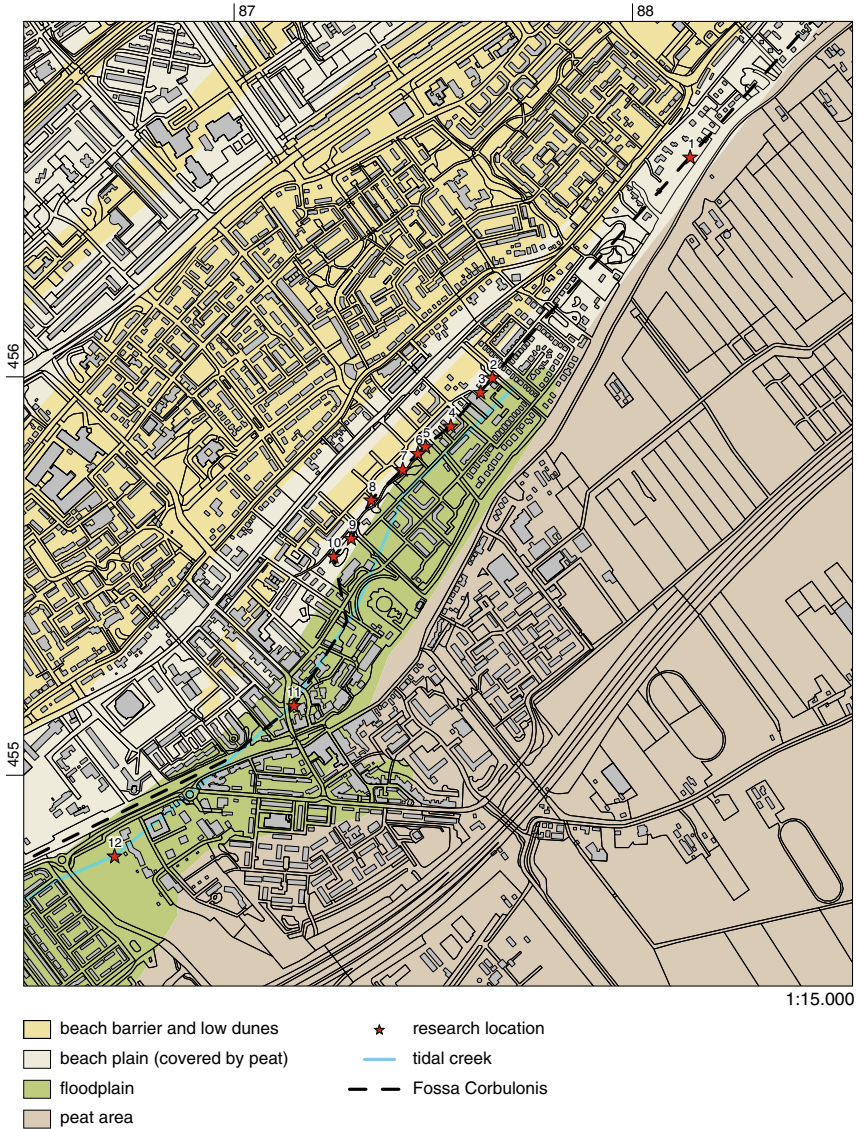 87
88
1
456
2
3
4
5
6
7
8
9
10
11
455
12
1:15.000
beach barrier and low dunes
research location
beach plain (covered by peat)
tidal creek
floodplain
Fossa Corbulonis
peat area